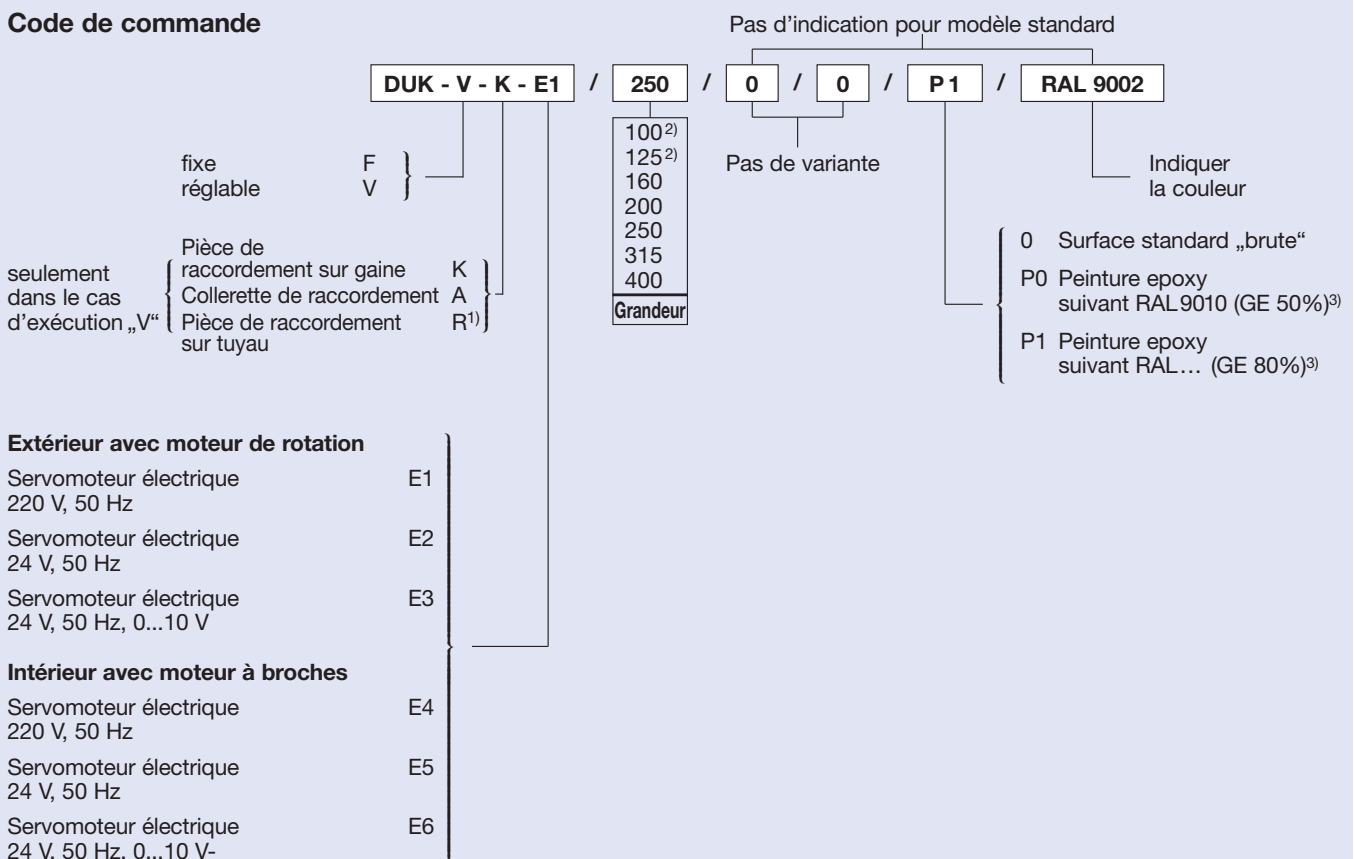 Code de commande
Pas d'indication pour modèle standard
DUK - V - K - E1 / 250 / 0 / 0 / P1 / RAL 9002
100 2)
125 2)
160
200
250
315
400
Grandeur
fixe F
réglable V
Pas de variante
Indiquer
la couleur
seulement
dans le cas
d'exécution „V“
Pièce de
raccordement sur gaine K
Collerette de raccordement A
Pièce de raccordement R1)
sur tuyau
0 Surface standard „brute“
P0 Peinture epoxy
suivant RAL 9010 (GE 50%)3)
P1 Peinture epoxy
suivant RAL... (GE 80%)3)
Extérieur avec moteur de rotation
Servomoteur électrique E1
220 V, 50 Hz
Servomoteur électrique E2
24 V, 50 Hz
Servomoteur électrique E3
24 V, 50 Hz, 0...10 V
Intérieur avec moteur à broches
Servomoteur électrique E4
220 V, 50 Hz
Servomoteur électrique E5
24 V, 50 Hz
Servomoteur électrique E6
24 V, 50 Hz, 0...10 V-